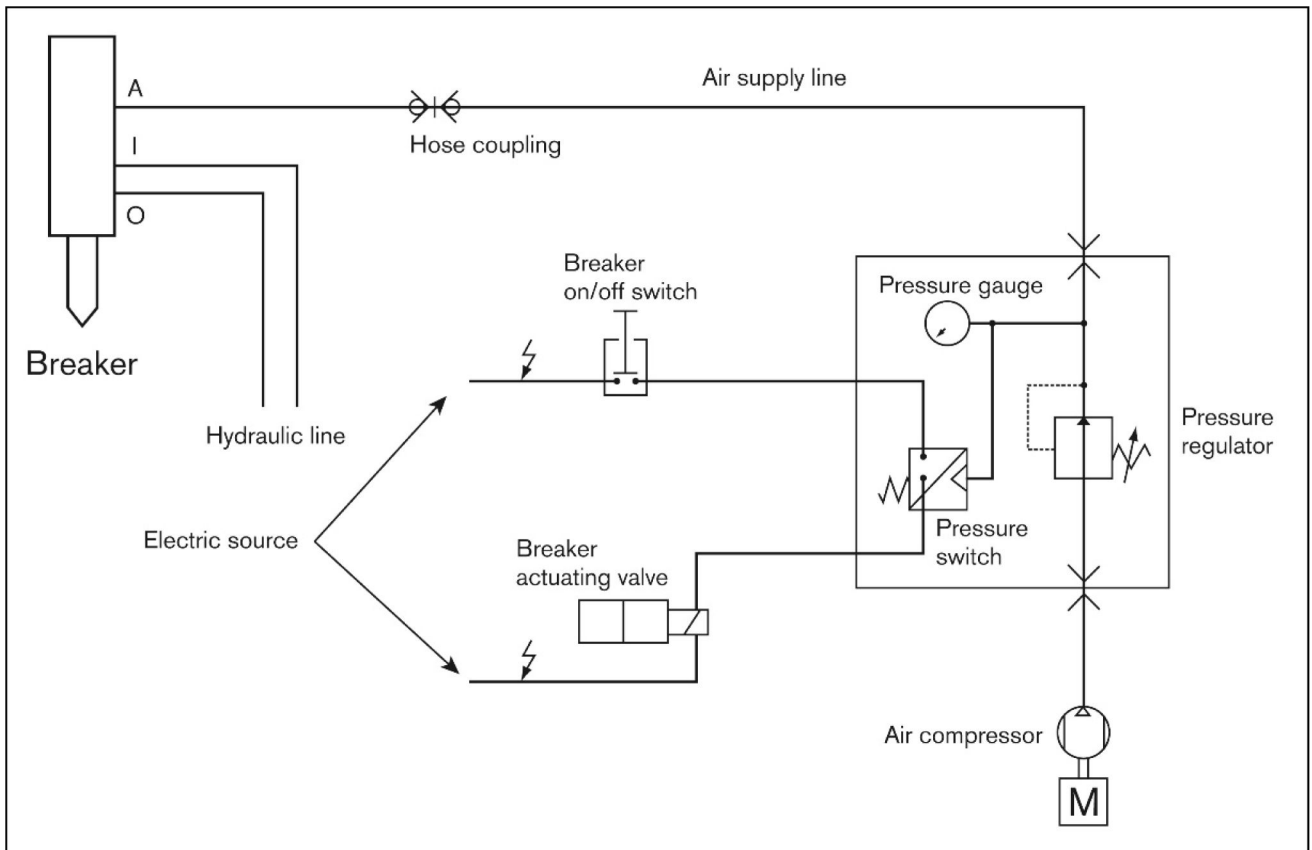 A
Air supply line
I
Hose coupling
O
Breaker
on/off switch
Pressure gauge
Breaker
Hydraulic line
Pressure
regulator
Electric source
Pressure
switch
Breaker
actuating valve
Air compressor
M